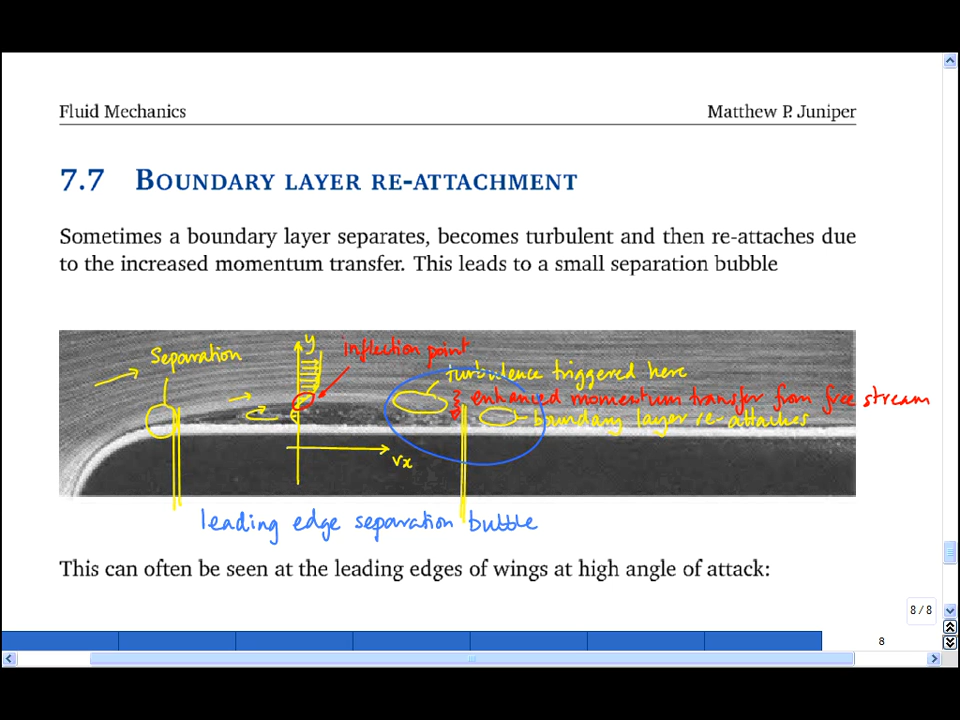 Fluid Mechanics Matthew P. Juniper
7.7 BOUNDARY LAYER RE-ATTACHMENT
Sometimes a boundary layer separates, becomes turbulent and then re-attaches due
to the increased momentum transfer. This leads to a small separation bubble
y
inflection point
Separation
turbulence triggered here
enhanced momentum transfer from free stream
boundary layer re-attaches
vx
leading edge separation bubble
This can often be seen at the leading edges of wings at high angle of attack:
8 / 8
8